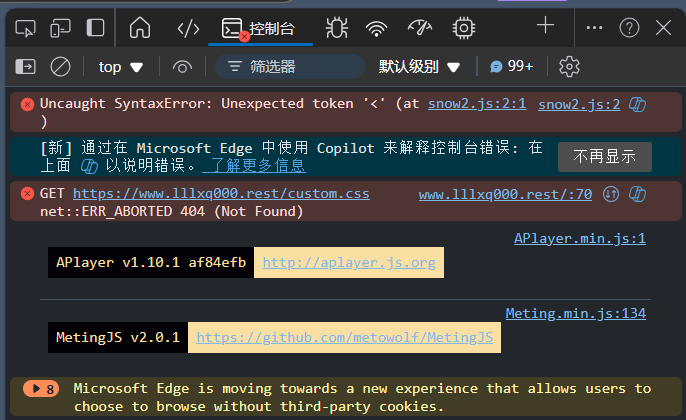 控制台
top
筛选器
默认级别
99+
Uncaught SyntaxError: Unexpected token '<' (at snow2.js:2:1 snow2.js:2
)
[新] 通过在 Microsoft Edge 中使用 Copilot 来解释控制台错误: 在
上面 以说明错误。 了解更多信息
不再显示
GET https://www.lllxq000.rest/custom.css www.lllxq000.rest/:70
net::ERR_ABORTED 404 (Not Found)
APlayer.min.js:1
APlayer v1.10.1 af84efb http://aplayer.js.org
Meting.min.js:134
MetingJS v2.0.1 https://github.com/metowolf/MetingJS
8 Microsoft Edge is moving towards a new experience that allows users to
choose to browse without third-party cookies.